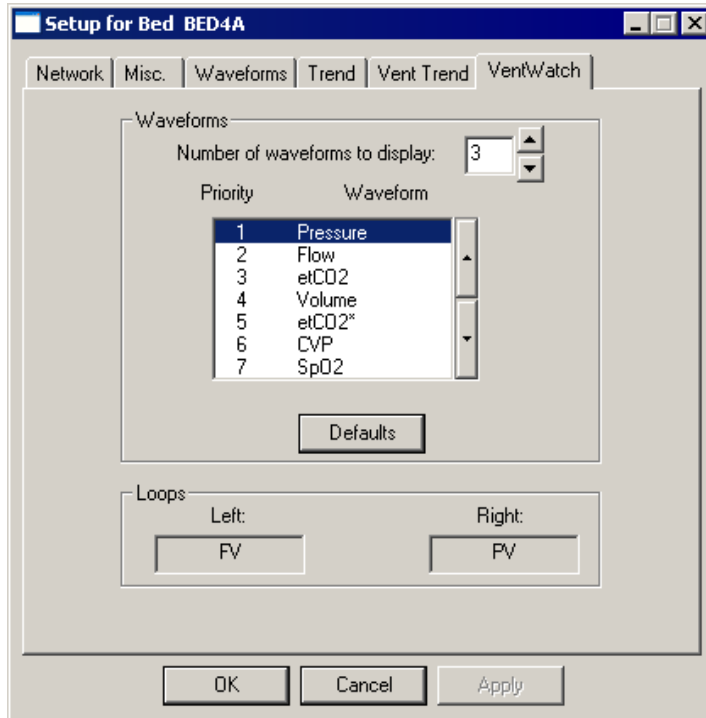 Setup for Bed BED4A
Network Misc. Waveforms Trend Vent Trend VentWatch
Waveforms
Number of waveforms to display: 3
Priority Waveform
1 Pressure
2 Flow
3 etCO2
4 Volume
5 etCO2*
6 CVP
7 SpO2
Defaults
Loops
Left: Right:
FV PV
OK Cancel Apply